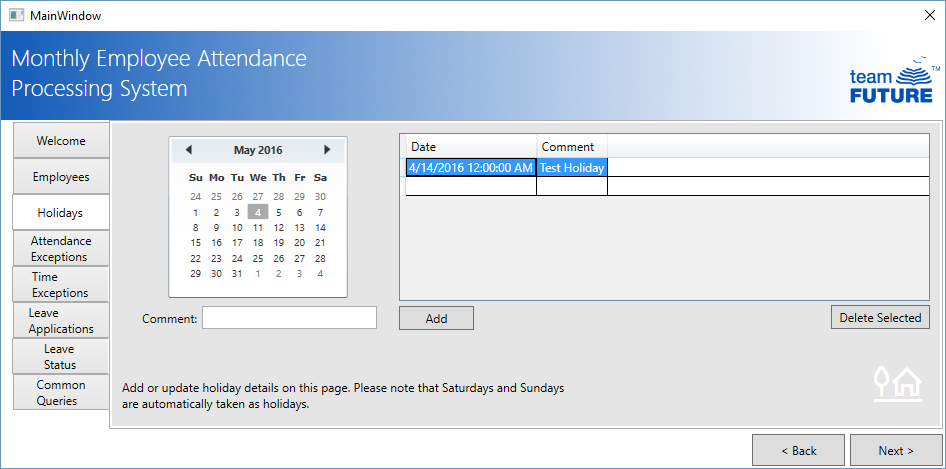 MainWindow
Monthly Employee Attendance
Processing System
team
FUTURE
TM
Welcome
Employees
Holidays
Attendance
Exceptions
Time
Exceptions
Leave
Applications
Leave
Status
Common
Queries
May 2016
Su Mo Tu We Th Fr Sa
24 25 26 27 28 29 30
1 2 3 4 5 6 7
8 9 10 11 12 13 14
15 16 17 18 19 20 21
22 23 24 25 26 27 28
29 30 31 1 2 3 4
Comment:
Date Comment
4/14/2016 12:00:00 AM Test Holiday
Add
Delete Selected
Add or update holiday details on this page. Please note that Saturdays and Sundays
are automatically taken as holidays.
< Back
Next >